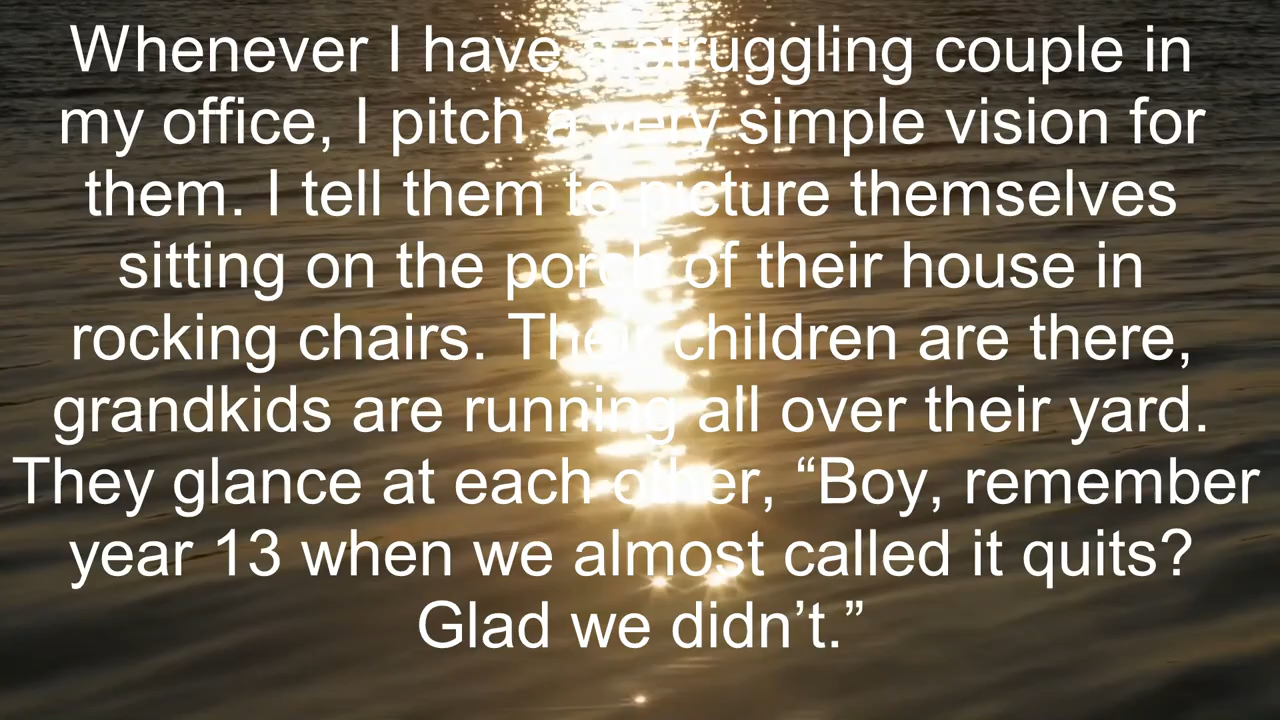 Whenever I have a struggling couple in
my office, I pitch a very simple vision for
them. I tell them to picture themselves
sitting on the porch of their house in
rocking chairs. Their children are there,
grandkids are running all over their yard.
They glance at each other, “Boy, remember
year 13 when we almost called it quits?
Glad we didn’t.”